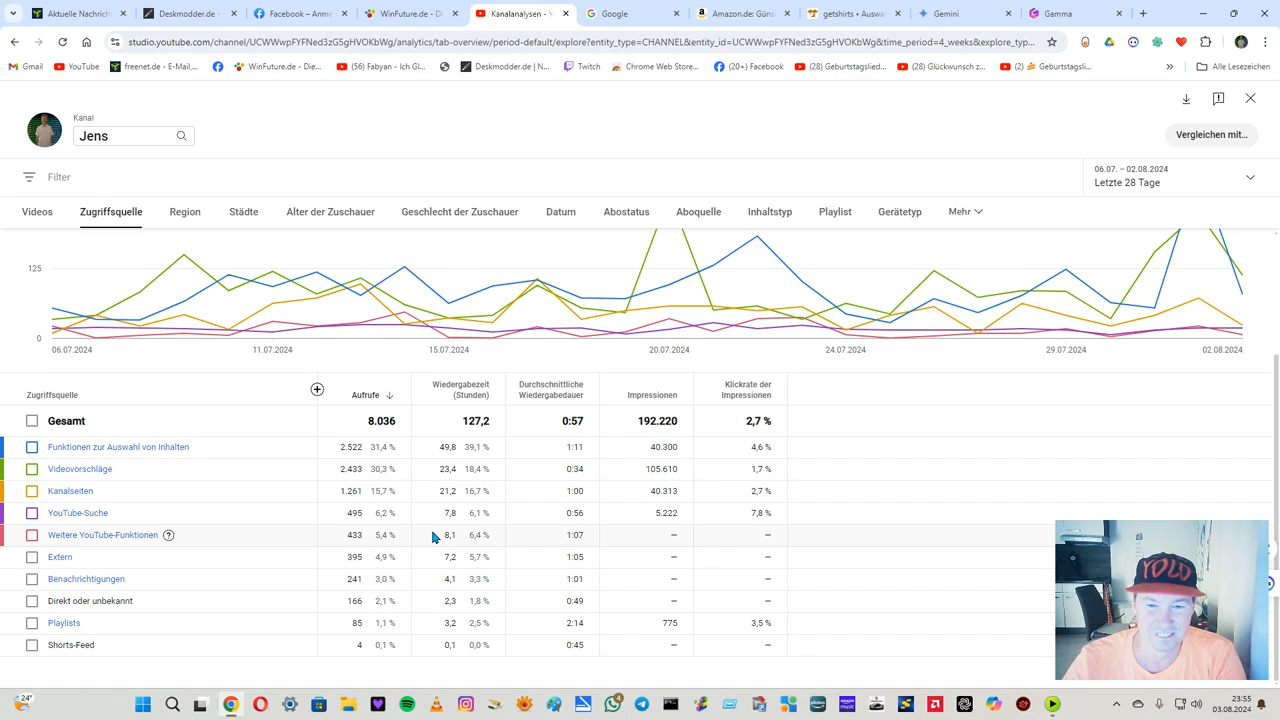 Aktuelle Nachricht
Deskmodder.de
Facebook – Anme
WinFuture.de - D
Kanalanalysen - Y
Google
Amazon.de: Güns
getshirts • Auswa
Gemini
Gamma
studio.youtube.com/channel/UCWWwpFYFNed3zG5gHVOKbWg/analytics/tab-overview/period-default/explore?entity_type=CHANNEL&entity_id=UCWWwpFYFNed3zG5gHVOKbWg&time_period=4_weeks&explore_typ...
Gmail
YouTube
freenet.de - E-Mail,...
WinFuture.de - Die...
(56) Fabyan - Ich Gl...
Deskmodder.de | N...
Twitch
Chrome Web Store...
(20+) Facebook
(28) Geburtstagslied...
(28) Glückwunsch z...
(2) Geburtstagsli...
Alle Lesezeichen
Kanal
Jens
Vergleichen mit...
Filter
06.07. – 02.08.2024
Letzte 28 Tage
Videos Zugriffsquelle Region Städte Alter der Zuschauer Geschlecht der Zuschauer Datum Abostatus Aboquelle Inhaltstyp Playlist Gerätetyp Mehr
125
0
06.07.2024 11.07.2024 15.07.2024 20.07.2024 24.07.2024 29.07.2024 02.08.2024
Zugriffsquelle
Aufrufe
Wiedergabezeit
(Stunden)
Durchschnittliche
Wiedergabedauer
Impressionen
Klickrate der
Impressionen
Gesamt 8.036 127,2 0:57 192.220 2,7 %
Funktionen zur Auswahl von Inhalten 2.522 31,4 % 49,8 39,1 % 1:11 40.300 4,6 %
Videovorschläge 2.433 30,3 % 23,4 18,4 % 0:34 105.610 1,7 %
Kanalseiten 1.261 15,7 % 21,2 16,7 % 1:00 40.313 2,7 %
YouTube-Suche 495 6,2 % 7,8 6,1 % 0:56 5.222 7,8 %
Weitere YouTube-Funktionen 433 5,4 % 8,1 6,4 % 1:07 – –
Extern 395 4,9 % 7,2 5,7 % 1:05 – –
Benachrichtigungen 241 3,0 % 4,1 3,3 % 1:01 – –
Direkt oder unbekannt 166 2,1 % 2,3 1,8 % 0:49 – –
Playlists 85 1,1 % 3,2 2,5 % 2:14 775 3,5 %
Shorts-Feed 4 0,1 % 0,1 0,0 % 0:45 – –
YOLO
24°
4
23:55
03.08.2024